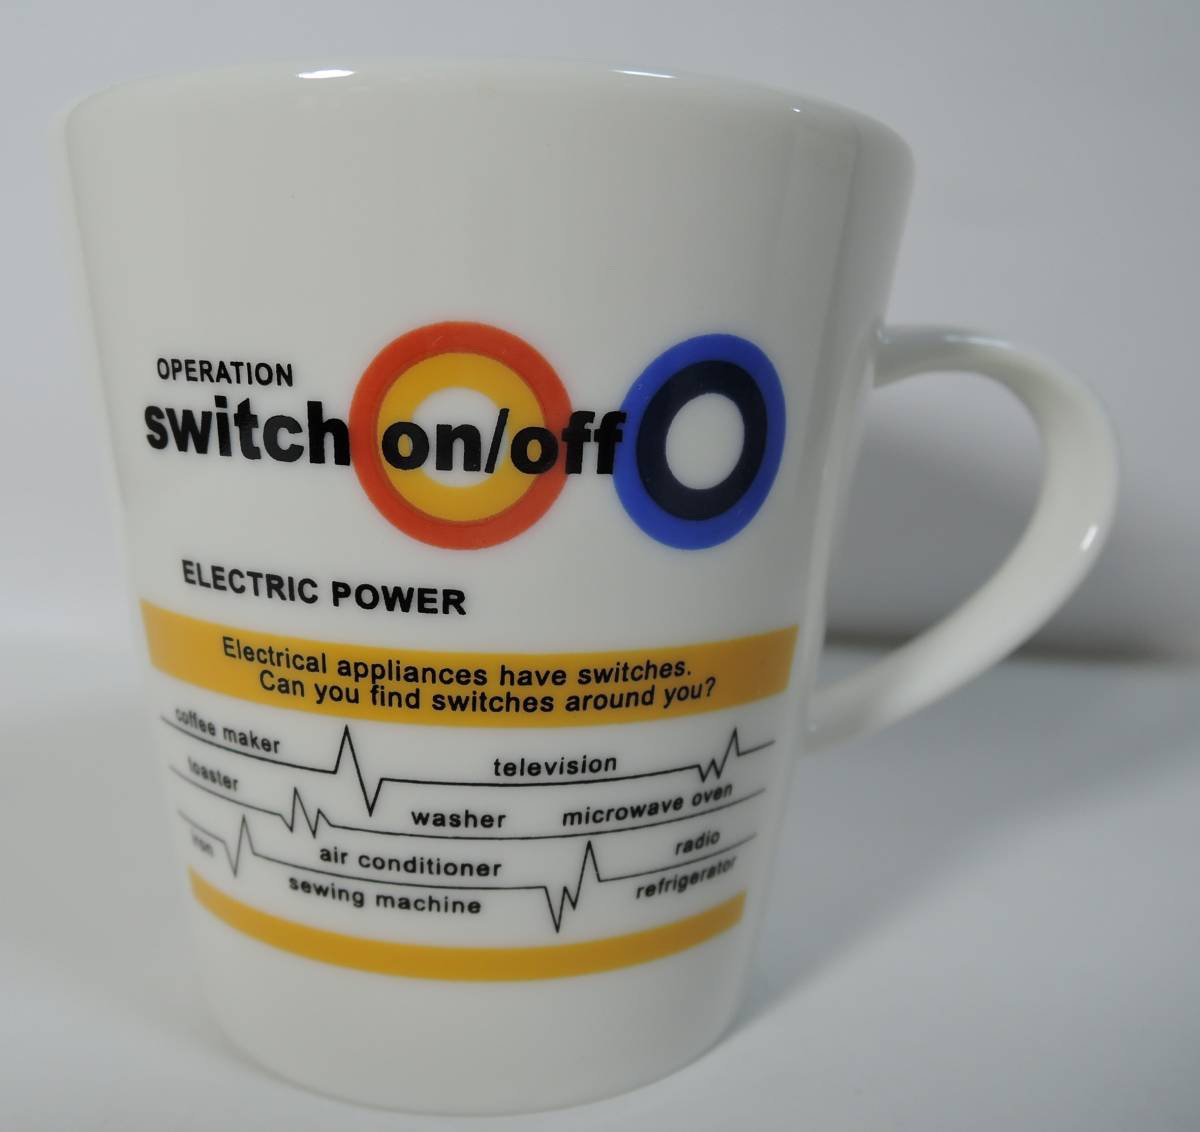 OPERATION
switch on/off
ELECTRIC POWER
Electrical appliances have switches.
Can you find switches around you?
coffee maker
television
toaster
washer
microwave oven
iron
air conditioner
radio
sewing machine
refrigerator